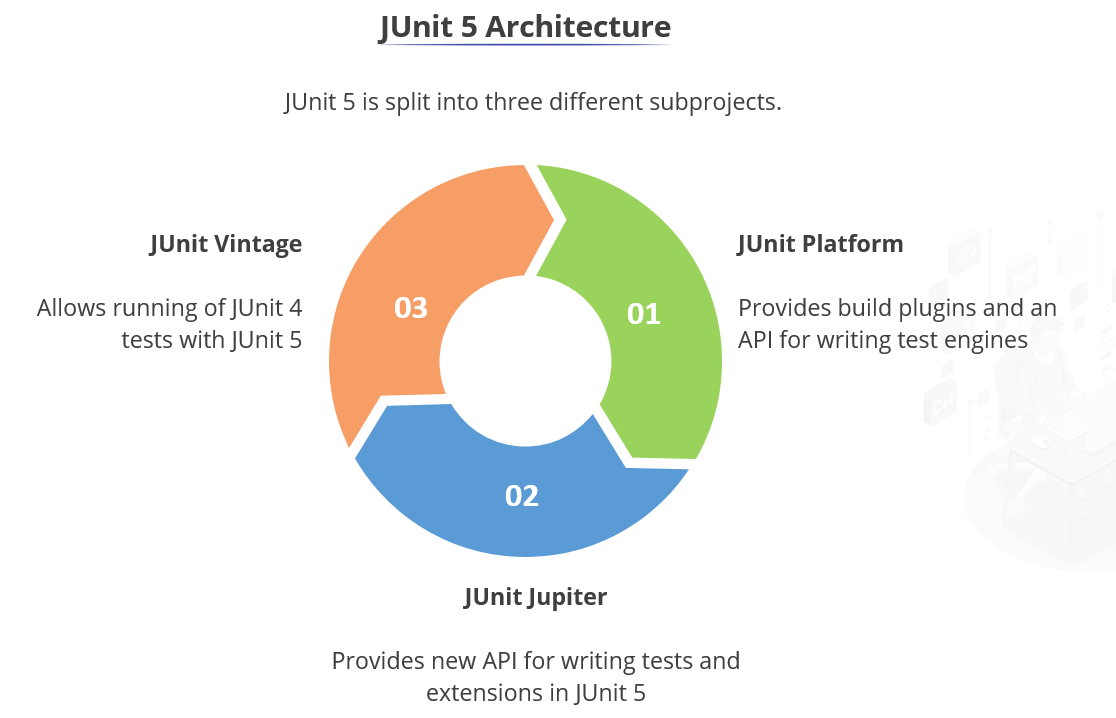 JUnit 5 Architecture
JUnit 5 is split into three different subprojects.
JUnit Vintage
Allows running of JUnit 4
tests with JUnit 5
03
01
JUnit Platform
Provides build plugins and an
API for writing test engines
02
JUnit Jupiter
Provides new API for writing tests and
extensions in JUnit 5